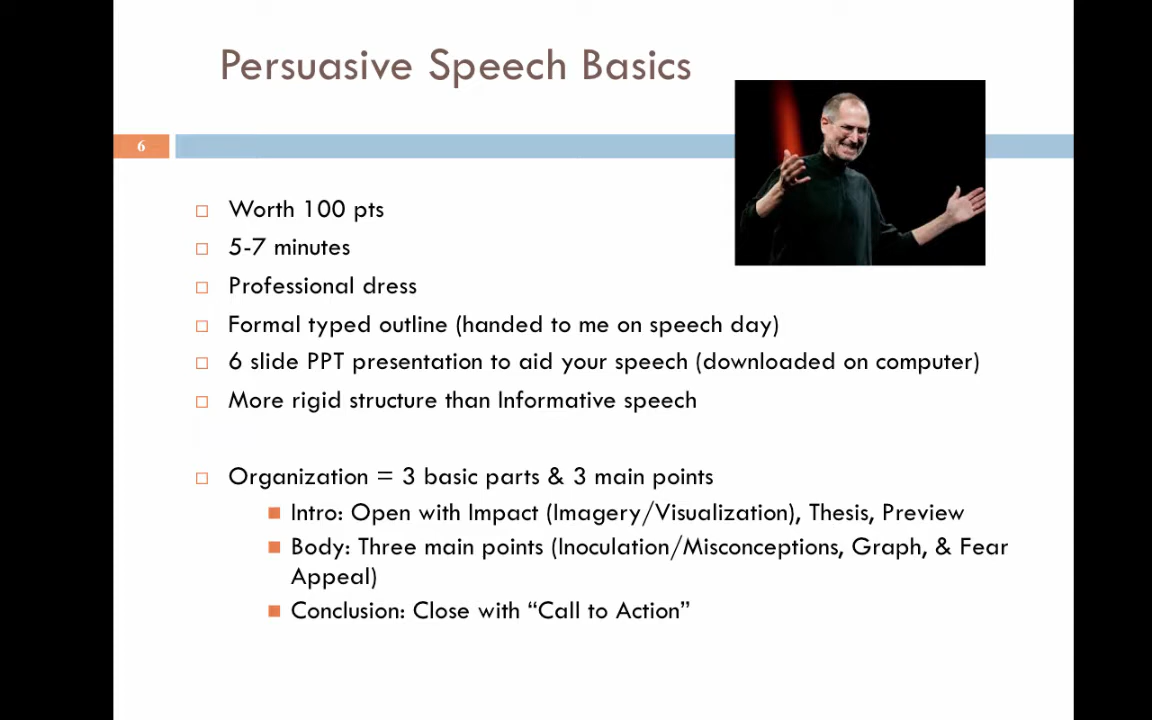 Persuasive Speech Basics
6
Worth 100 pts
5-7 minutes
Professional dress
Formal typed outline (handed to me on speech day)
6 slide PPT presentation to aid your speech (downloaded on computer)
More rigid structure than Informative speech
Organization = 3 basic parts & 3 main points
Intro: Open with Impact (Imagery/Visualization), Thesis, Preview
Body: Three main points (Inoculation/Misconceptions, Graph, & Fear
Appeal)
Conclusion: Close with “Call to Action”